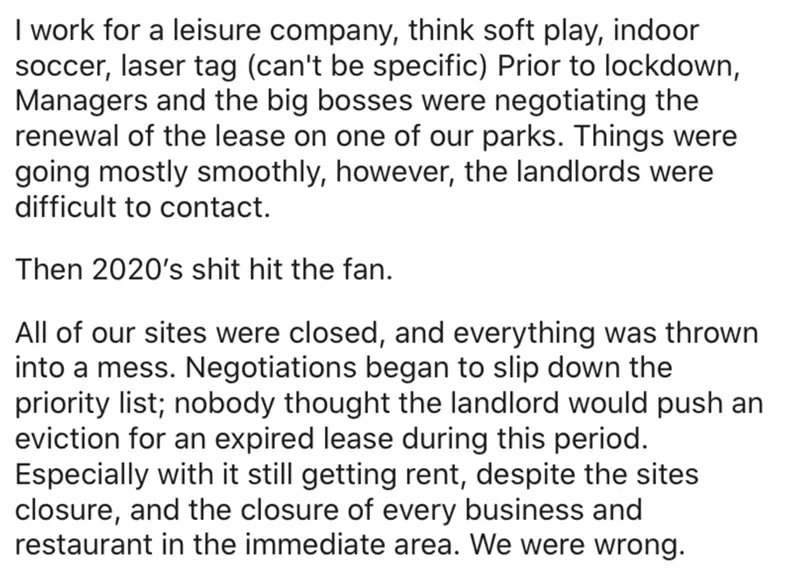 I work for a leisure company, think soft play, indoor
soccer, laser tag (can't be specific) Prior to lockdown,
Managers and the big bosses were negotiating the
renewal of the lease on one of our parks. Things were
going mostly smoothly, however, the landlords were
difficult to contact.
Then 2020’s shit hit the fan.
All of our sites were closed, and everything was thrown
into a mess. Negotiations began to slip down the
priority list; nobody thought the landlord would push an
eviction for an expired lease during this period.
Especially with it still getting rent, despite the sites
closure, and the closure of every business and
restaurant in the immediate area. We were wrong.